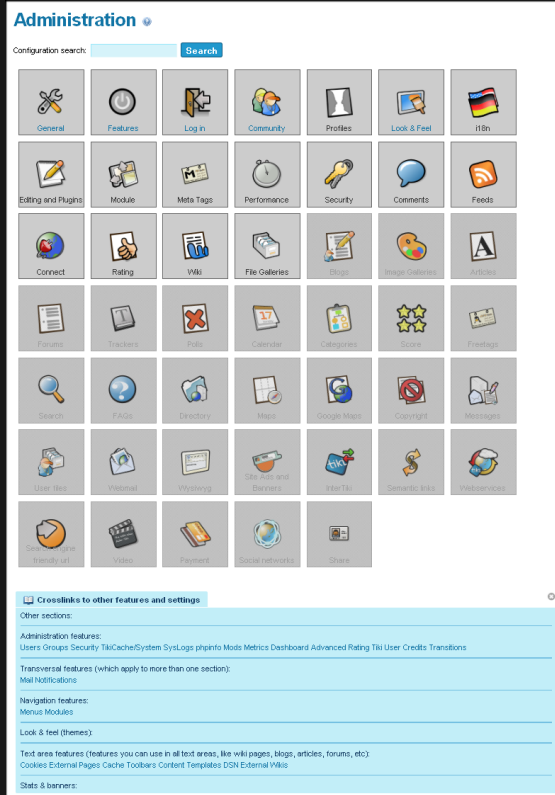 Administration
Configuration search: Search
General Features Log in Community Profiles Look & Feel i18n
Editing and Plugins Module Meta Tags Performance Security Comments Feeds
Connect Rating Wiki File Galleries Blogs Image Galleries Articles
Forums Trackers Polls Calendar Categories Score Freetags
Search FAQs Directory Maps Google Maps Copyright Messages
User files Webmail Wysiwyg Site Ads and Banners InterTiki Semantic links Webservices
Search engine friendly url Video Payment Social networks Share
Crosslinks to other features and settings
Other sections:
Administration features:
Users Groups Security TikiCache/System SysLogs phpinfo Mods Metrics Dashboard Advanced Rating Tiki User Credits Transitions
Transversal features (which apply to more than one section):
Mail Notifications
Navigation features:
Menus Modules
Look & feel (themes):
Text area features (features you can use in all text areas, like wiki pages, blogs, articles, forums, etc):
Cookies External Pages Cache Toolbars Content Templates DSN External Wikis
Stats & banners: